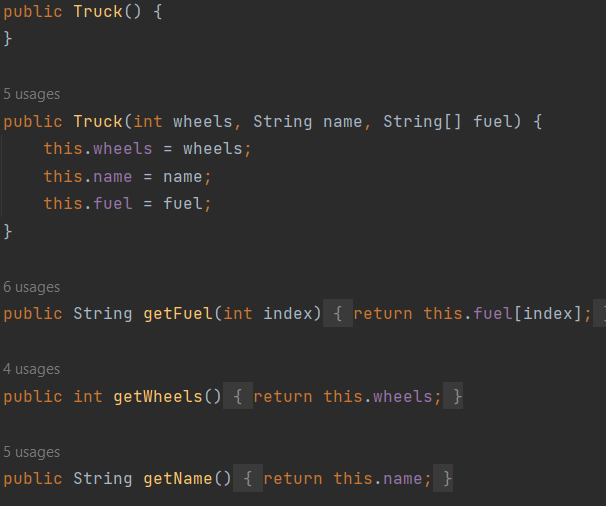 public Truck() {
}
5 usages
public Truck(int wheels, String name, String[] fuel) {
this.wheels = wheels;
this.name = name;
this.fuel = fuel;
}
6 usages
public String getFuel(int index) { return this.fuel[index]; }
4 usages
public int getWheels() { return this.wheels; }
5 usages
public String getName() { return this.name; }